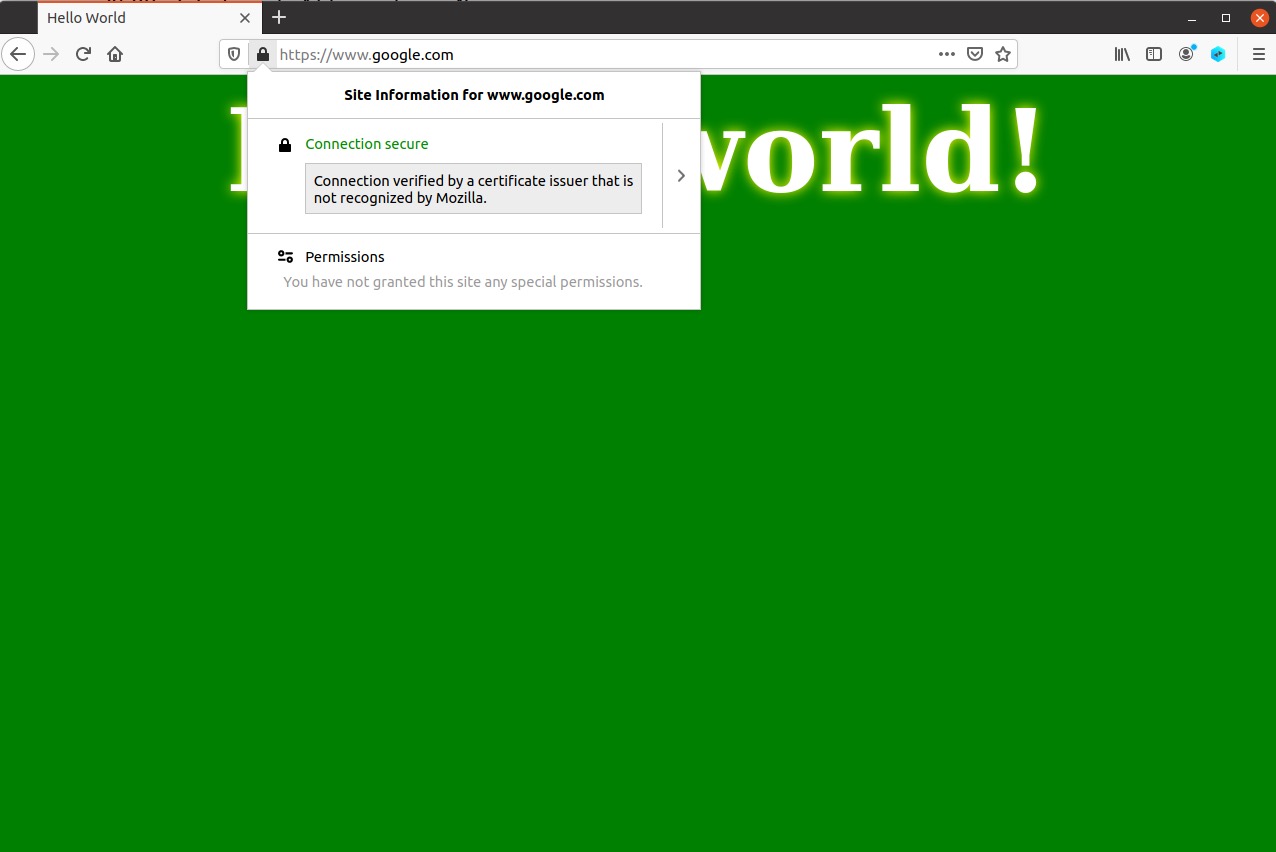 Hello World
https://www.google.com
Site Information for www.google.com
world!
Connection secure
Connection verified by a certificate issuer that is
not recognized by Mozilla.
Permissions
You have not granted this site any special permissions.